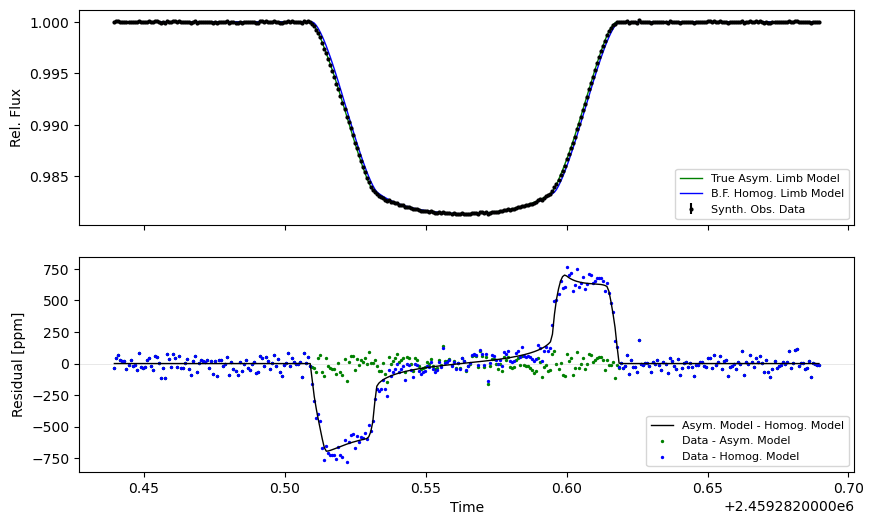 1.000
0.995
0.990
0.985
Rel. Flux
True Asym. Limb Model
B.F. Homog. Limb Model
Synth. Obs. Data
750
500
250
0
−250
−500
−750
Residual [ppm]
Asym. Model - Homog. Model
Data - Asym. Model
Data - Homog. Model
0.45
0.50
0.55
0.60
0.65
0.70
Time
+2.4592820000e6